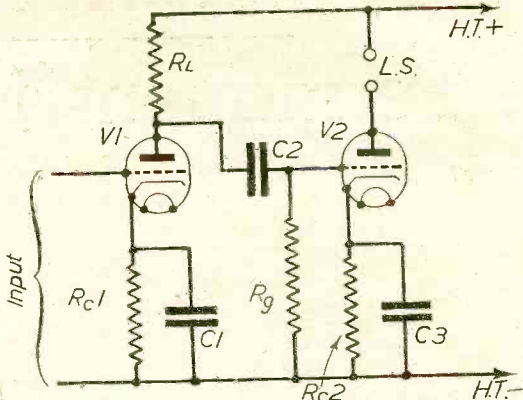 H.T.+
RL
L.S.
V1
C2
V2
Input
Rc1
C1
Rg
C3
Rc2
H.T.-